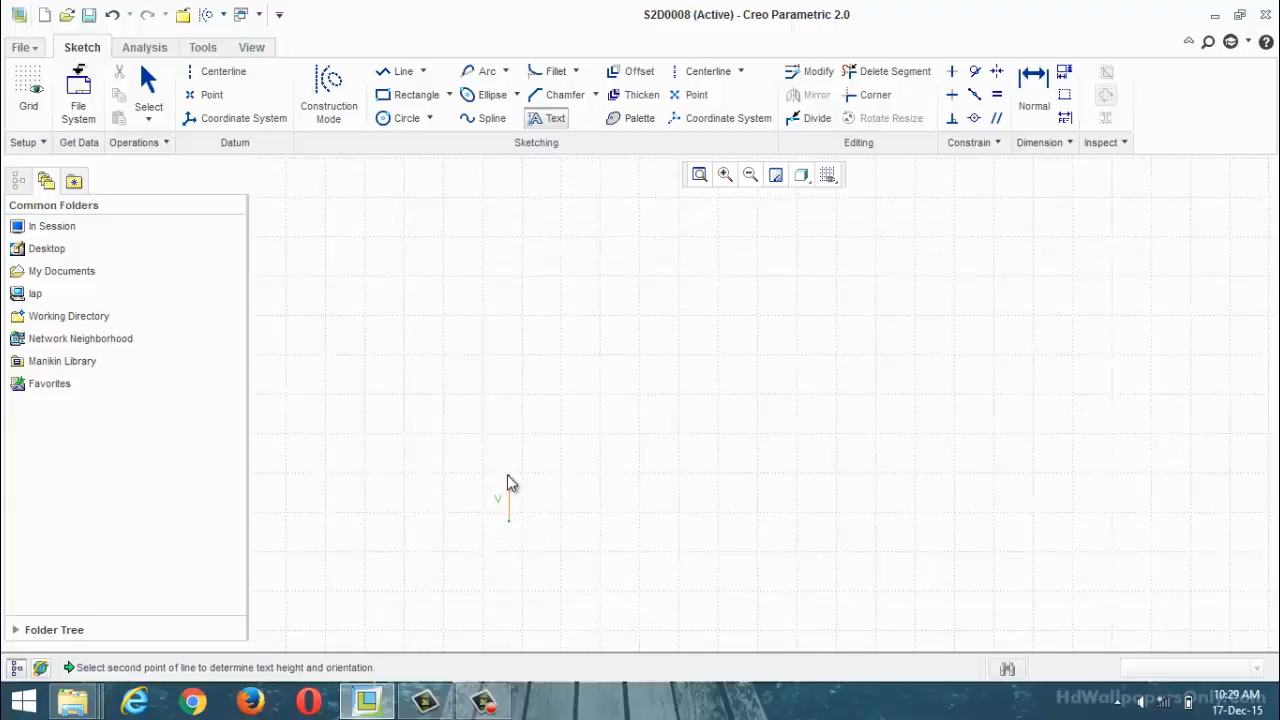 S2D0008 (Active) - Creo Parametric 2.0
File Sketch Analysis Tools View
Grid
File System
Select
Centerline
Point
Coordinate System
Construction Mode
Line Arc Fillet Offset Centerline
Rectangle Ellipse Chamfer Thicken Point
Circle Spline Text Palette Coordinate System
Modify Delete Segment
Mirror Corner
Divide Rotate Resize
Normal
REF
Setup Get Data Operations Datum Sketching Editing Constrain Dimension Inspect
Common Folders
In Session
Desktop
My Documents
lap
Working Directory
Network Neighborhood
Manikin Library
Favorites
V
Folder Tree
Select second point of line to determine text height and orientation.
HdWallpapersOnly.com
10:29 AM
17-Dec-15